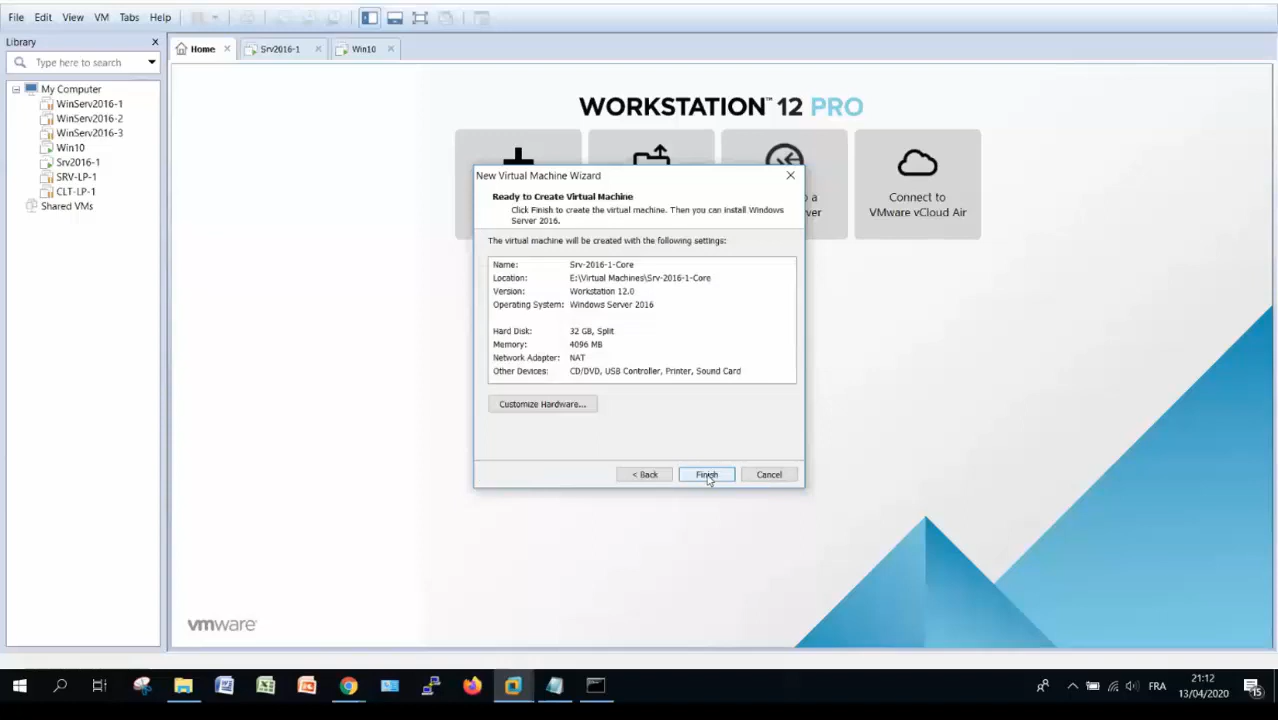 File Edit View VM Tabs Help
Library
Type here to search
My Computer
WinServ2016-1
WinServ2016-2
WinServ2016-3
Win10
Srv2016-1
SRV-LP-1
CLT-LP-1
Shared VMs
Home
Srv2016-1
Win10
WORKSTATION™ 12 PRO
Connect to
VMware vCloud Air
New Virtual Machine Wizard
Ready to Create Virtual Machine
Click Finish to create the virtual machine. Then you can install Windows
Server 2016.
The virtual machine will be created with the following settings:
Name: Srv-2016-1-Core
Location: E:\Virtual Machines\Srv-2016-1-Core
Version: Workstation 12.0
Operating System: Windows Server 2016
Hard Disk: 32 GB, Split
Memory: 4096 MB
Network Adapter: NAT
Other Devices: CD/DVD, USB Controller, Printer, Sound Card
Customize Hardware...
< Back Finish Cancel
vmware
FRA
21:12
13/04/2020
15